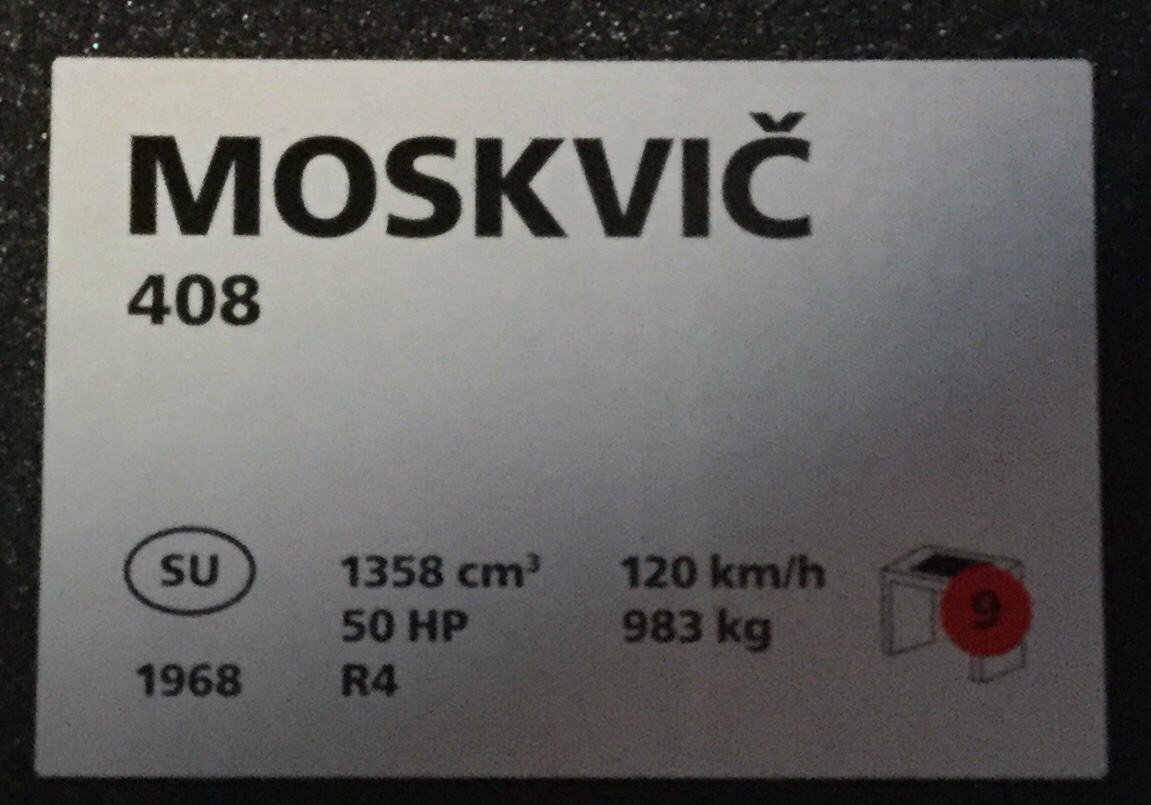 MOSKVIČ
408
SU 1358 cm³ 120 km/h
50 HP 983 kg 9
1968 R4